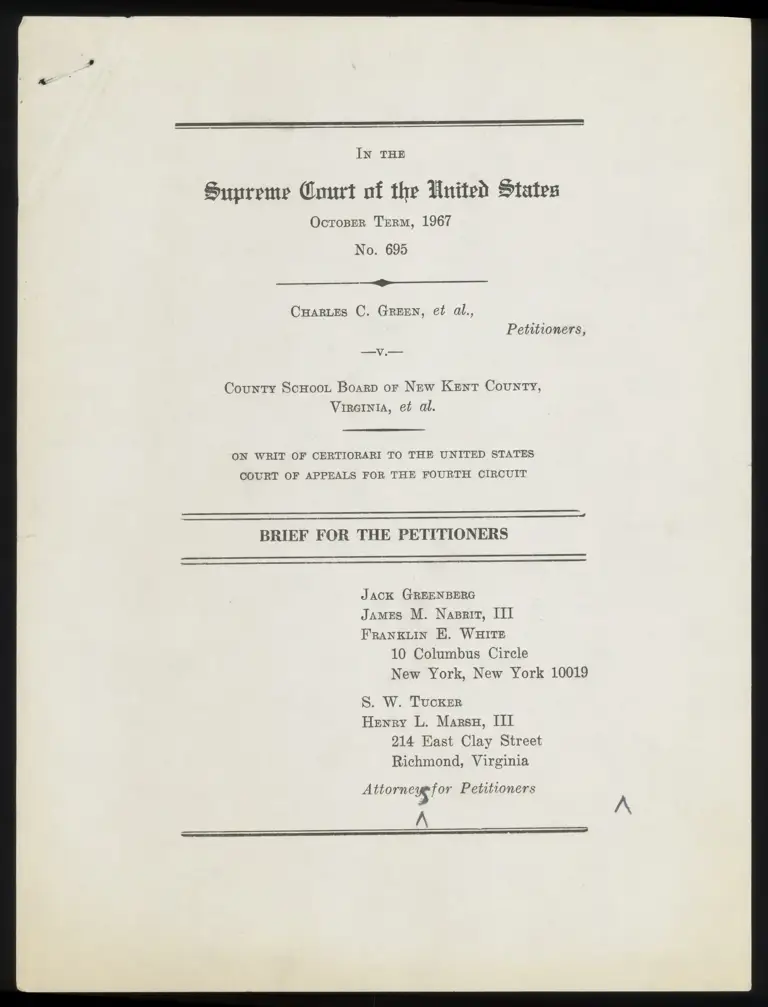 IN THE
Supreme Court of the United States
OCTOBER TERM, 1967
No. 695
CHARLES C. GREEN, et al.,
Petitioners,
—v.—
COUNTY SCHOOL BOARD OF NEW KENT COUNTY,
VIRGINIA, et al.
ON WRIT OF CERTIORARI TO THE UNITED STATES
COURT OF APPEALS FOR THE FOURTH CIRCUIT
BRIEF FOR THE PETITIONERS
JACK GREENBERG
JAMES M. NABRIT, III
FRANKLIN E. WHITE
10 Columbus Circle
New York, New York 10019
S. W. TUCKER
HENRY L. MARSH, III
214 East Clay Street
Richmond, Virginia
Attorneys for Petitioners